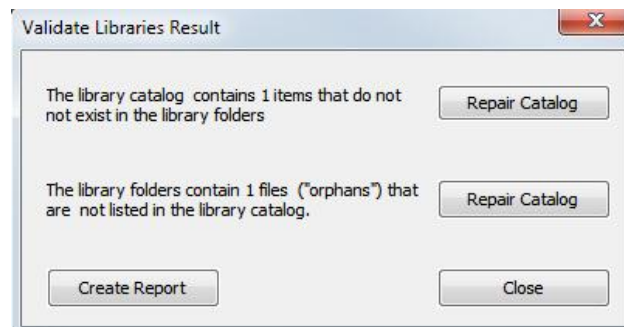 Validate Libraries Result
The library catalog  contains 1 items that do not
not exist in the library folders
Repair Catalog
The library folders contain 1 files  ("orphans") that
are  not listed in the library catalog.
Repair Catalog
Create Report
Close